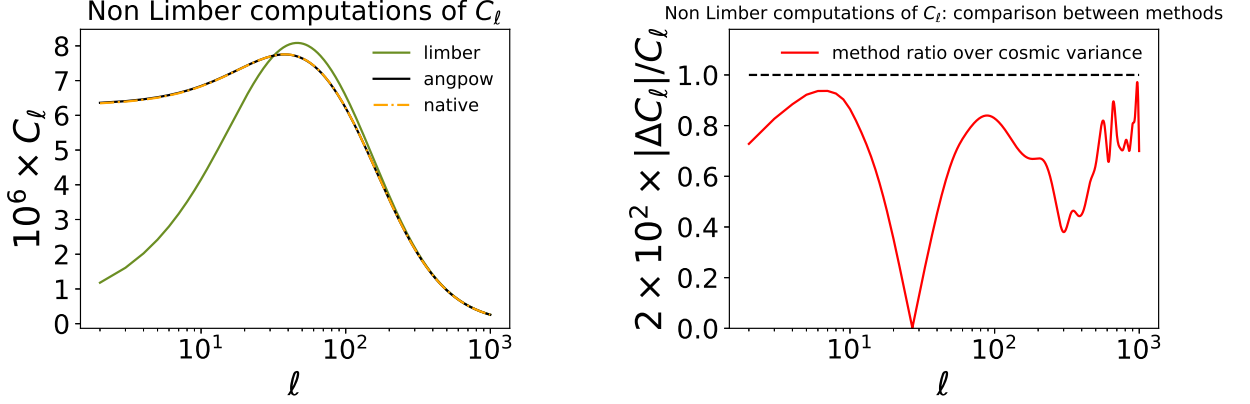 Non Limber computations of $C_\ell$
$10^6 \times C_\ell$
8
7
6
5
4
3
2
1
0
limber
angpow
native
$10^1$
$10^2$
$10^3$
$\ell$
Non Limber computations of $C_\ell$: comparison between methods
$2 \times 10^2 \times |\Delta C_\ell|/C_\ell$
1.0
0.8
0.6
0.4
0.2
0.0
method ratio over cosmic variance
$10^1$
$10^2$
$10^3$
$\ell$